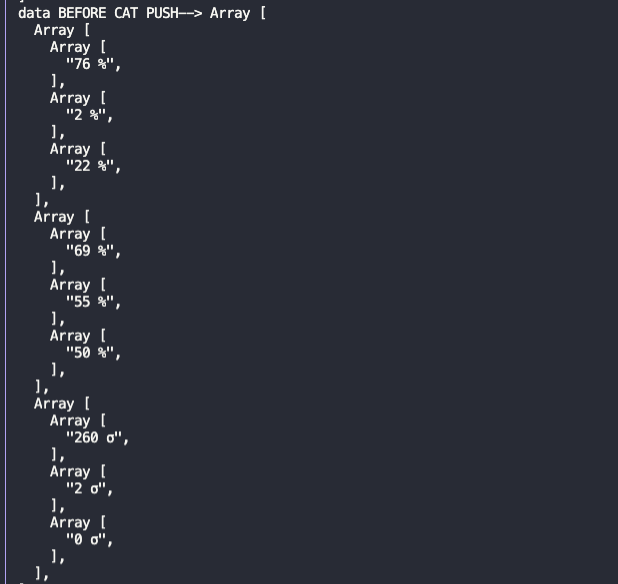 data BEFORE CAT PUSH--> Array [
  Array [
    Array [
      "76 %",
    ],
    Array [
      "2 %",
    ],
    Array [
      "22 %",
    ],
  ],
  Array [
    Array [
      "69 %",
    ],
    Array [
      "55 %",
    ],
    Array [
      "50 %",
    ],
  ],
  Array [
    Array [
      "260 σ",
    ],
    Array [
      "2 σ",
    ],
    Array [
      "0 σ",
    ],
  ],